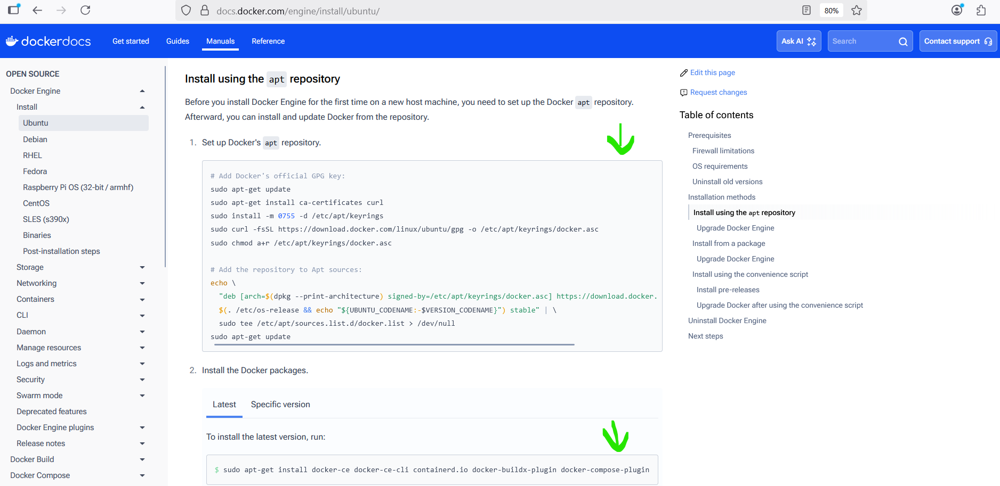 docs.docker.com/engine/install/ubuntu/
80%
dockerdocs
Get started
Guides
Manuals
Reference
Ask AI
Search
Contact support
OPEN SOURCE
Docker Engine
Install
Ubuntu
Debian
RHEL
Fedora
Raspberry Pi OS (32-bit / armhf)
CentOS
SLES (s390x)
Binaries
Post-installation steps
Storage
Networking
Containers
CLI
Daemon
Manage resources
Logs and metrics
Security
Swarm mode
Deprecated features
Docker Engine plugins
Release notes
Docker Build
Docker Compose
Install using the apt repository
Before you install Docker Engine for the first time on a new host machine, you need to set up the Docker apt repository.
Afterward, you can install and update Docker from the repository.
1. Set up Docker's apt repository.
# Add Docker's official GPG key:
sudo apt-get update
sudo apt-get install ca-certificates curl
sudo install -m 0755 -d /etc/apt/keyrings
sudo curl -fsSL https://download.docker.com/linux/ubuntu/gpg -o /etc/apt/keyrings/docker.asc
sudo chmod a+r /etc/apt/keyrings/docker.asc
# Add the repository to Apt sources:
echo \
"deb [arch=$(dpkg --print-architecture) signed-by=/etc/apt/keyrings/docker.asc] https://download.docker.
$(. /etc/os-release && echo "${UBUNTU_CODENAME:-$VERSION_CODENAME}") stable" | \
sudo tee /etc/apt/sources.list.d/docker.list > /dev/null
sudo apt-get update
2. Install the Docker packages.
Latest
Specific version
To install the latest version, run:
$ sudo apt-get install docker-ce docker-ce-cli containerd.io docker-buildx-plugin docker-compose-plugin
Edit this page
Request changes
Table of contents
Prerequisites
Firewall limitations
OS requirements
Uninstall old versions
Installation methods
Install using the apt repository
Upgrade Docker Engine
Install from a package
Upgrade Docker Engine
Install using the convenience script
Install pre-releases
Upgrade Docker after using the convenience script
Uninstall Docker Engine
Next steps